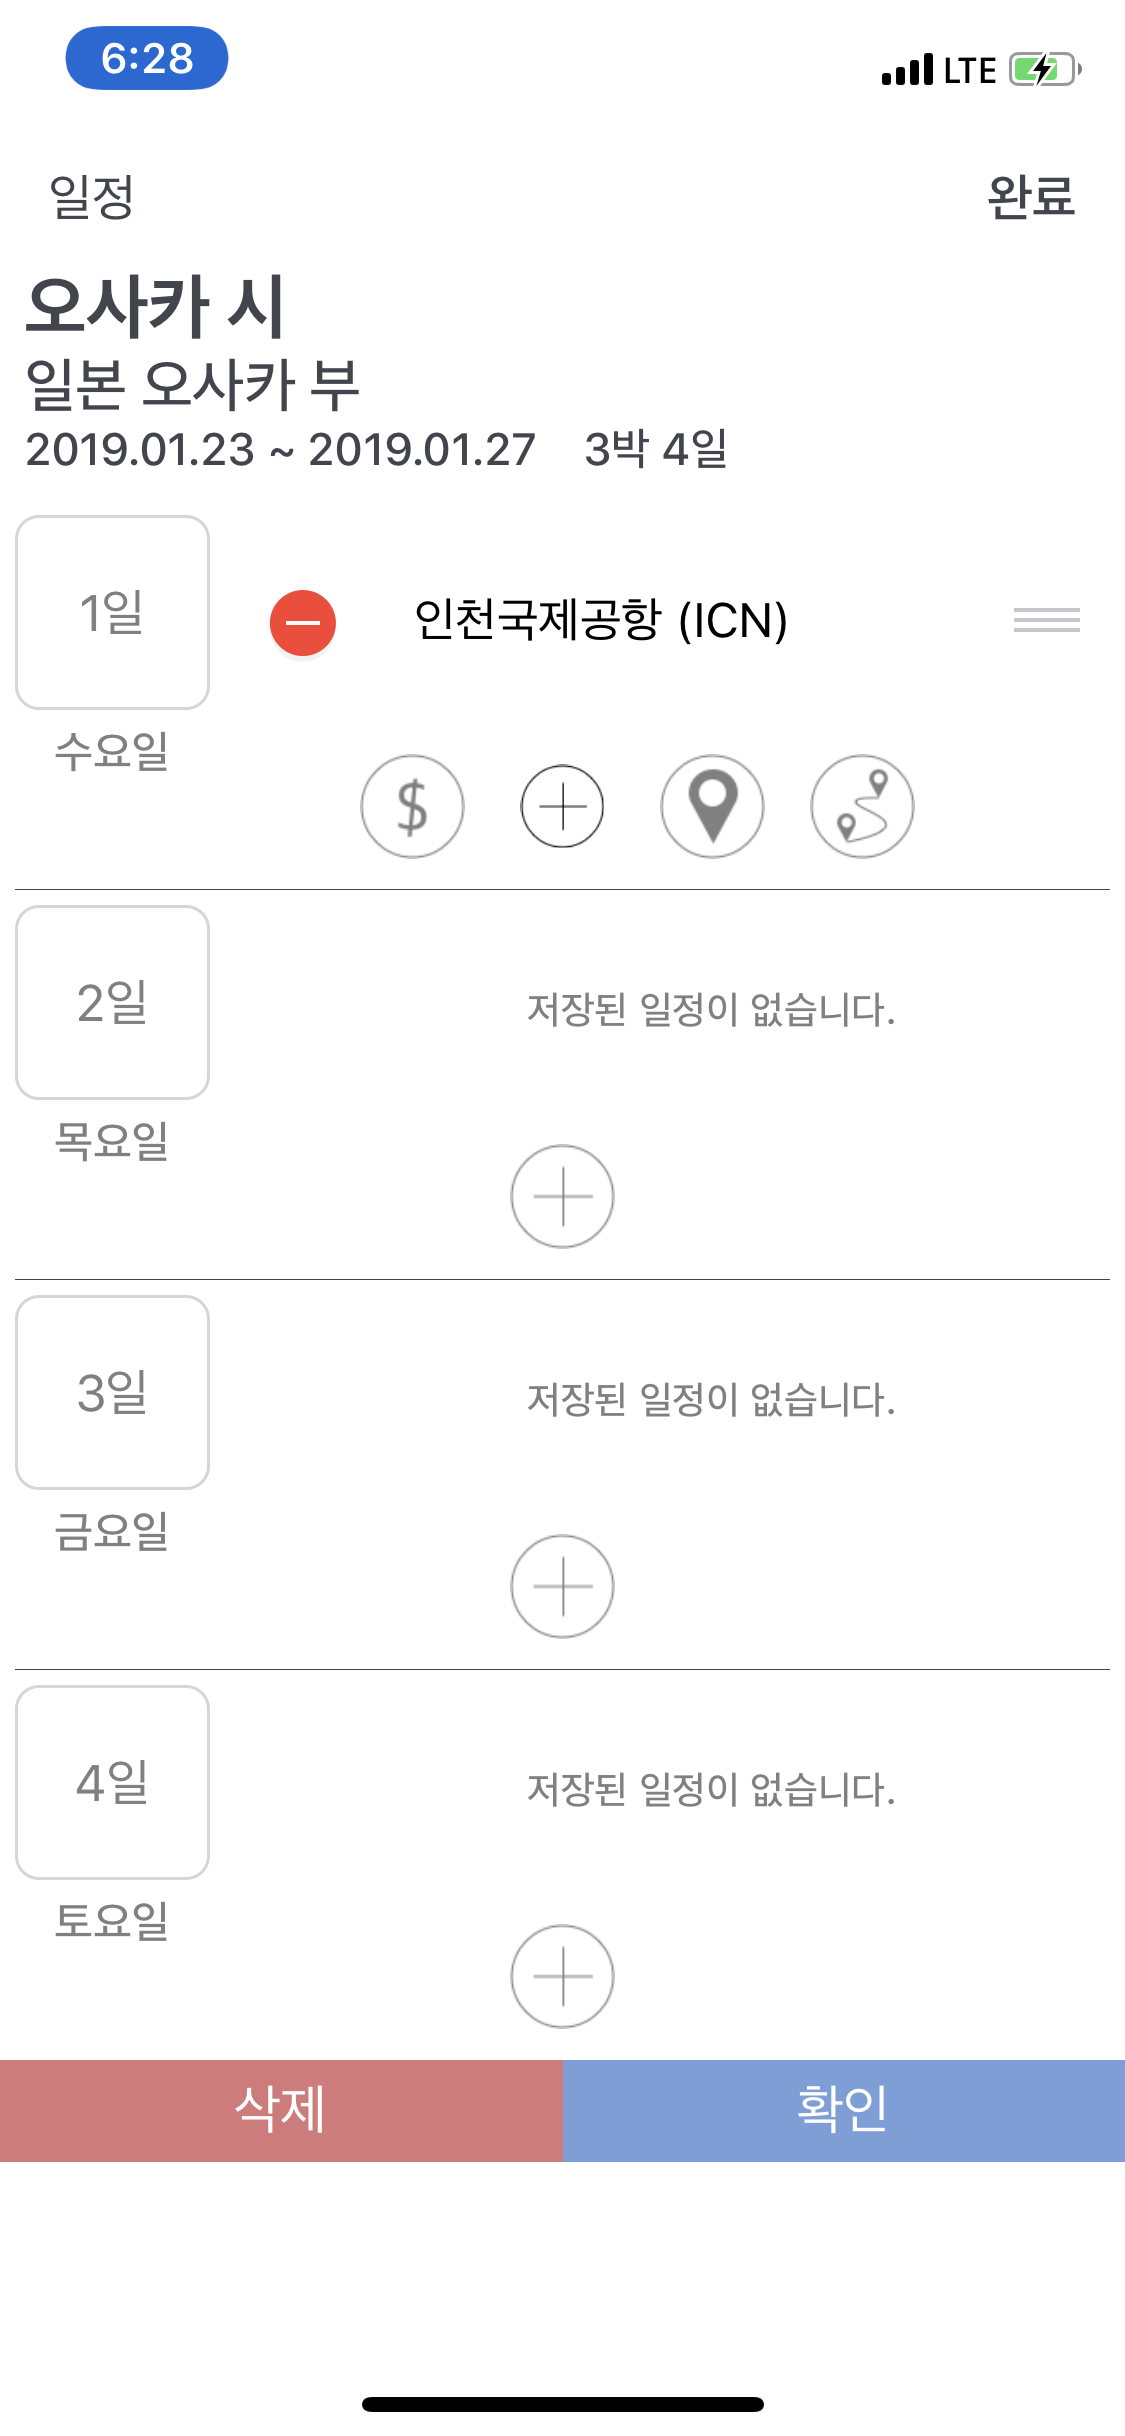 6:28 LTE
일정 완료
오사카 시
일본 오사카 부
2019.01.23 ~ 2019.01.27 3박 4일
1일 인천국제공항 (ICN)
수요일
$
2일 저장된 일정이 없습니다.
목요일
3일 저장된 일정이 없습니다.
금요일
4일 저장된 일정이 없습니다.
토요일
삭제 확인